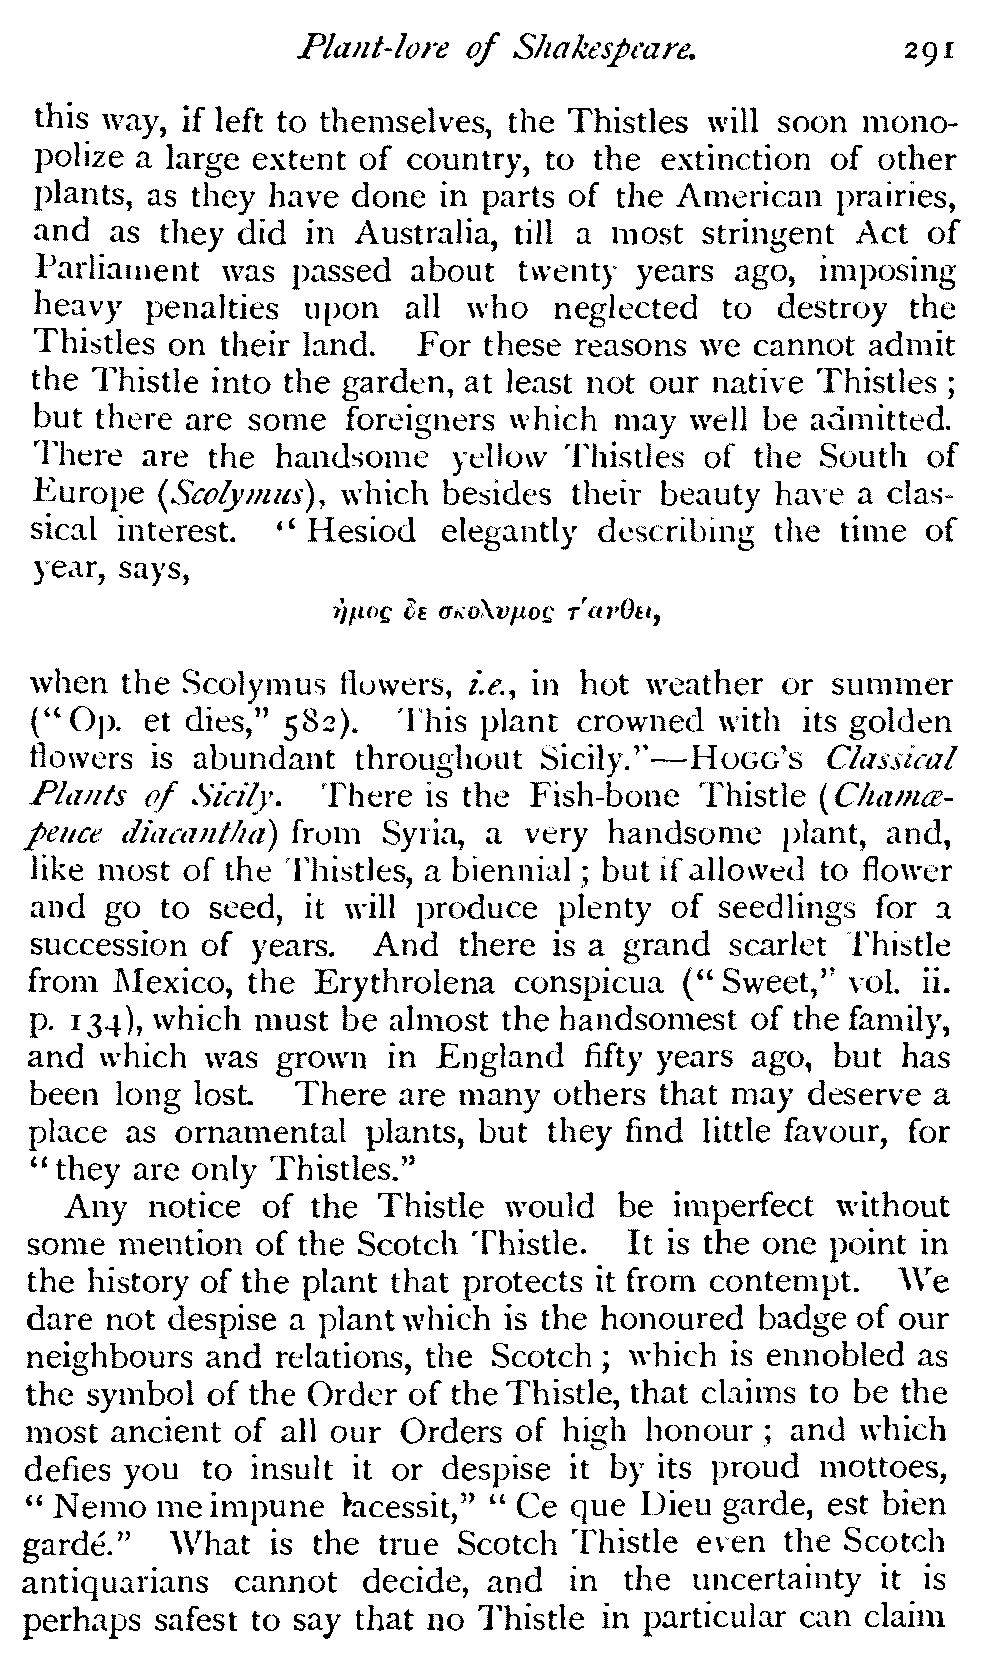 Plant-lore of Shakespeare. 291
this way, if left to themselves, the Thistles will soon mono-
polize a large extent of country, to the extinction of other
plants, as they have done in parts of the American prairies,
and as they did in Australia, till a most stringent Act of
Parliament was passed about twenty years ago, imposing
heavy penalties upon all who neglected to destroy the
Thistles on their land. For these reasons we cannot admit
the Thistle into the garden, at least not our native Thistles ;
but there are some foreigners which may well be admitted.
There are the handsome yellow Thistles of the South of
Europe (Scolymus), which besides their beauty have a clas-
sical interest. “ Hesiod elegantly describing the time of
year, says,
ἠμος δε σκολυμος τ'ανθει,
when the Scolymus flowers, i.e., in hot weather or summer
(“ Op. et dies,” 582). This plant crowned with its golden
flowers is abundant throughout Sicily.”—HOGG's Classical
Plants of Sicily. There is the Fish-bone Thistle (Chamæ-
peuce diacantha) from Syria, a very handsome plant, and,
like most of the Thistles, a biennial ; but if allowed to flower
and go to seed, it will produce plenty of seedlings for a
succession of years. And there is a grand scarlet Thistle
from Mexico, the Erythrolena conspicua (“ Sweet,” vol. ii.
p. 134), which must be almost the handsomest of the family,
and which was grown in England fifty years ago, but has
been long lost. There are many others that may deserve a
place as ornamental plants, but they find little favour, for
“ they are only Thistles.”
Any notice of the Thistle would be imperfect without
some mention of the Scotch Thistle. It is the one point in
the history of the plant that protects it from contempt. We
dare not despise a plant which is the honoured badge of our
neighbours and relations, the Scotch ; which is ennobled as
the symbol of the Order of the Thistle, that claims to be the
most ancient of all our Orders of high honour ; and which
defies you to insult it or despise it by its proud mottoes,
“ Nemo me impune lacessit,” “ Ce que Dieu garde, est bien
gardé.” What is the true Scotch Thistle even the Scotch
antiquarians cannot decide, and in the uncertainty it is
perhaps safest to say that no Thistle in particular can claim